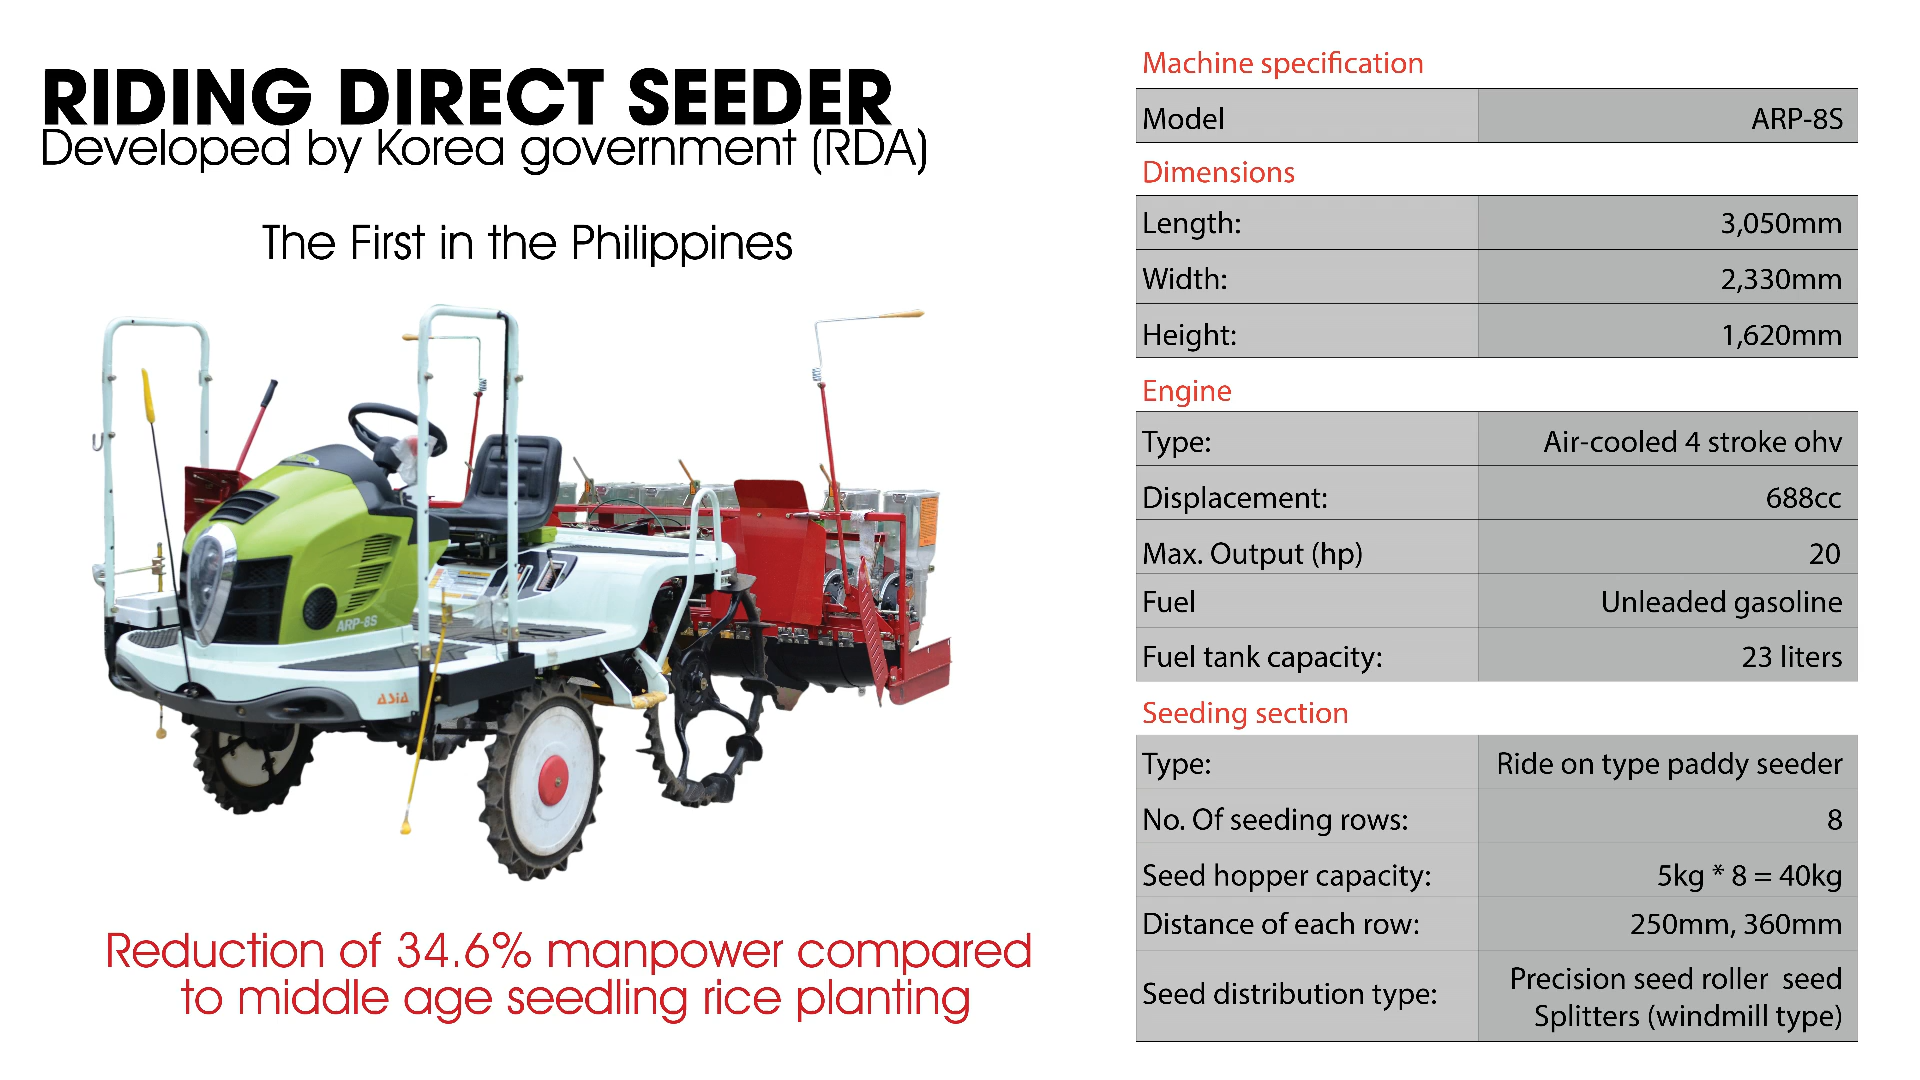 RIDING DIRECT SEEDER
Developed by Korea government (RDA)
The First in the Philippines
ARP-8S
ASiA
Reduction of 34.6% manpower compared
to middle age seedling rice planting
Machine specification
Model ARP-8S
Dimensions
Length: 3,050mm
Width: 2,330mm
Height: 1,620mm
Engine
Type: Air-cooled 4 stroke ohv
Displacement: 688cc
Max. Output (hp) 20
Fuel Unleaded gasoline
Fuel tank capacity: 23 liters
Seeding section
Type: Ride on type paddy seeder
No. Of seeding rows: 8
Seed hopper capacity: 5kg * 8 = 40kg
Distance of each row: 250mm, 360mm
Seed distribution type: Precision seed roller seed
Splitters (windmill type)